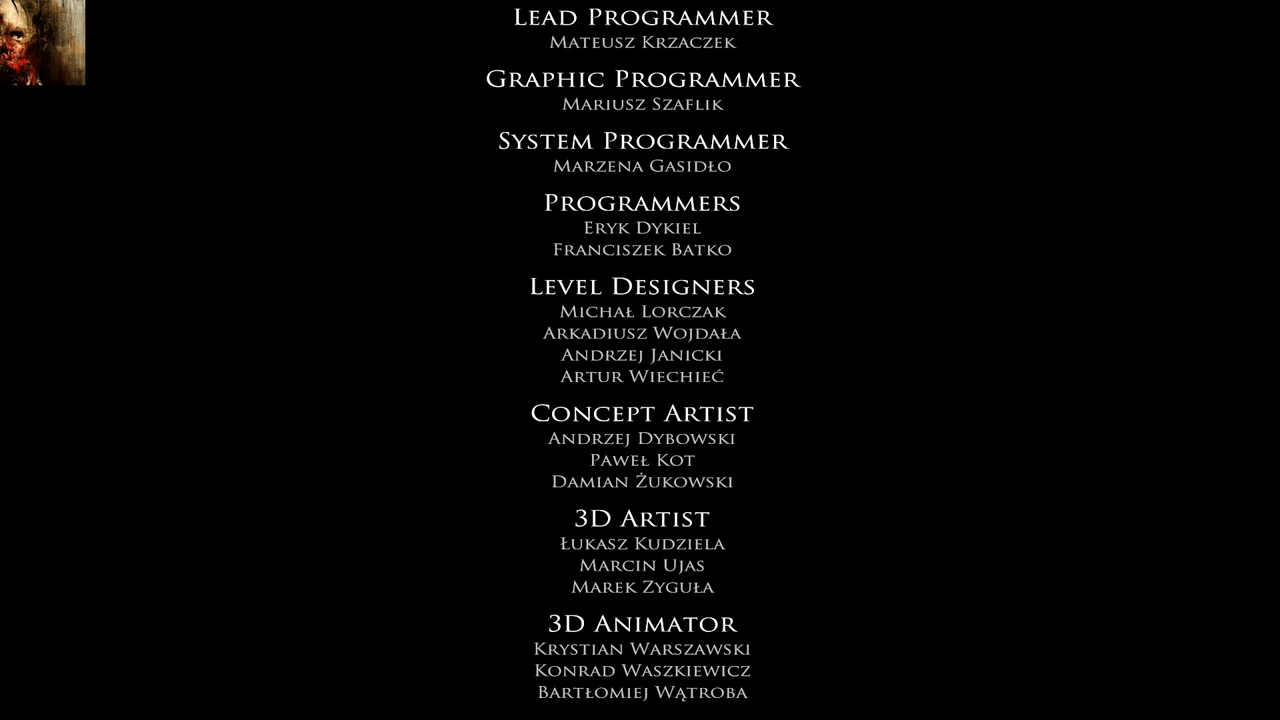 Lead Programmer
Mateusz Krzaczek
Graphic Programmer
Mariusz Szaflik
System Programmer
Marzena Gasidło
Programmers
Eryk Dykiel
Franciszek Batko
Level Designers
Michał Lorczak
Arkadiusz Wojdała
Andrzej Janicki
Artur Wiechieć
Concept Artist
Andrzej Dybowski
Paweł Kot
Damian Żukowski
3D Artist
Łukasz Kudziela
Marcin Ujas
Marek Zyguła
3D Animator
Krystian Warszawski
Konrad Waszkiewicz
Bartłomiej Wątroba